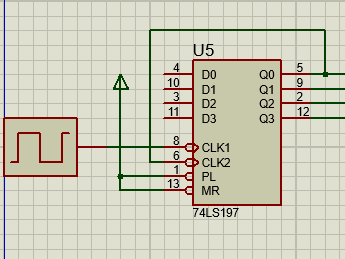 U5
4 D0 Q0 5
10 D1 Q1 9
3 D2 Q2 2
11 D3 Q3 12
8 CLK1
6 CLK2
1 PL
13 MR
74LS197